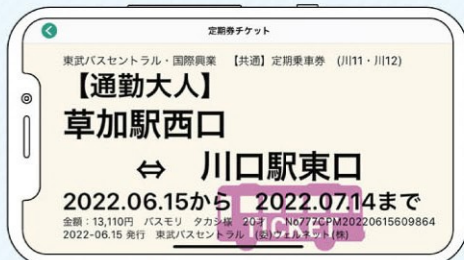 定期券チケット
東武バスセントラル・国際興業 【共通】定期乗車券 (川11・川12)
【通勤大人】
草加駅西口
⇔ 川口駅東口
2022.06.15から 2022.07.14まで
金額:13,110円 バスモリ タカシ様 20才 No777CPM20220615609864
2022-06.15 発行 東武バスセントラル (委)ウェルネット(株)
Ticket